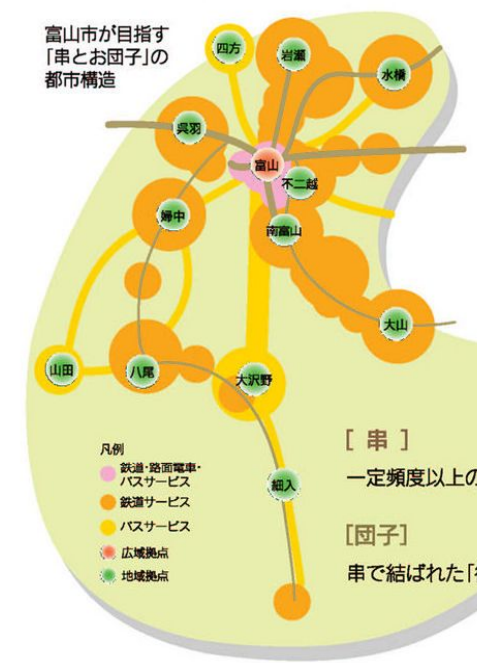 富山市が目指す
「串とお団子」の
都市構造
四方
岩瀬
水橋
呉羽
富山
不二越
婦中
南富山
大山
山田
八尾
大沢野
細入
凡例
鉄道・路面電車・
バスサービス
鉄道サービス
バスサービス
広域拠点
地域拠点
[ 串 ]
一定頻度以上の
[団子]
串で結ばれた「